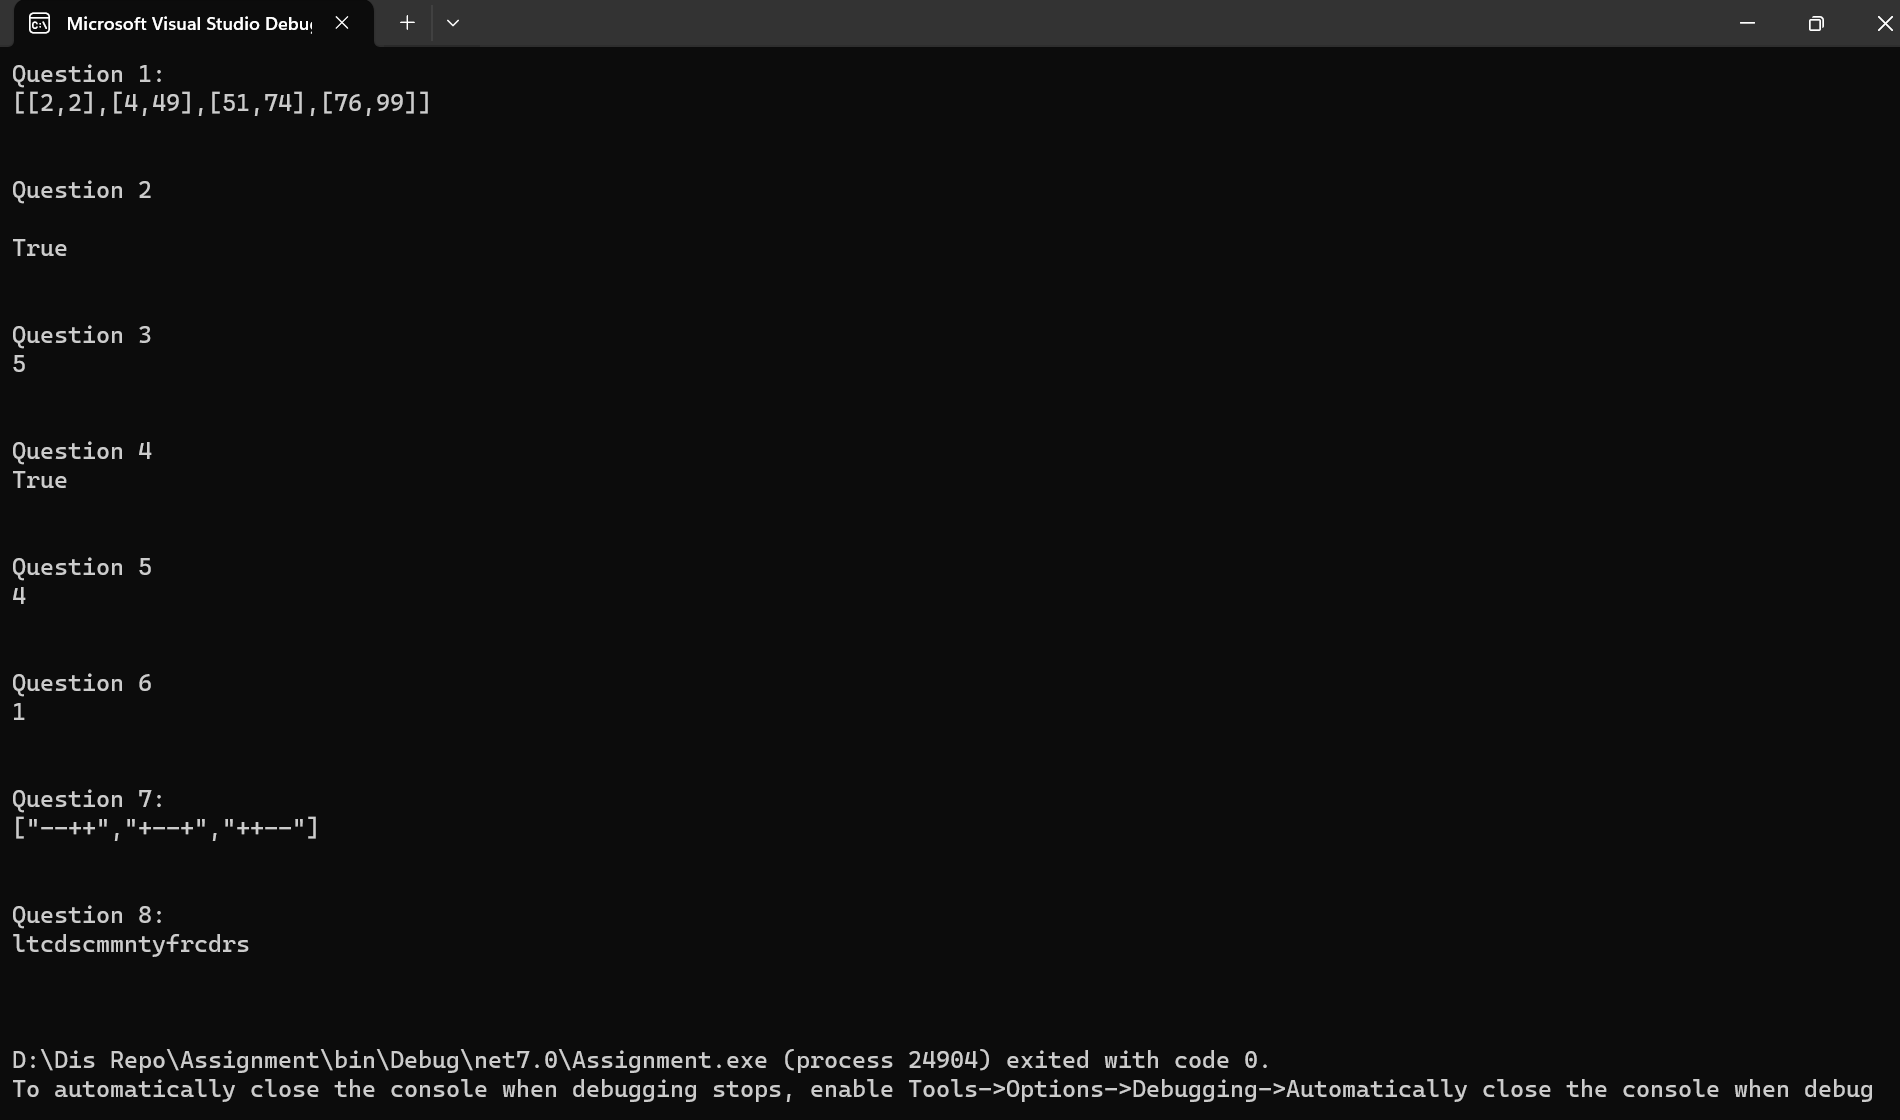 Microsoft Visual Studio Debug
Question 1:
[[2,2],[4,49],[51,74],[76,99]]
Question 2
True
Question 3
5
Question 4
True
Question 5
4
Question 6
1
Question 7:
["--++","+--+","++--"]
Question 8:
ltcdscmmntyfrcdrs
D:\Dis Repo\Assignment\bin\Debug\net7.0\Assignment.exe (process 24904) exited with code 0.
To automatically close the console when debugging stops, enable Tools->Options->Debugging->Automatically close the console when debug